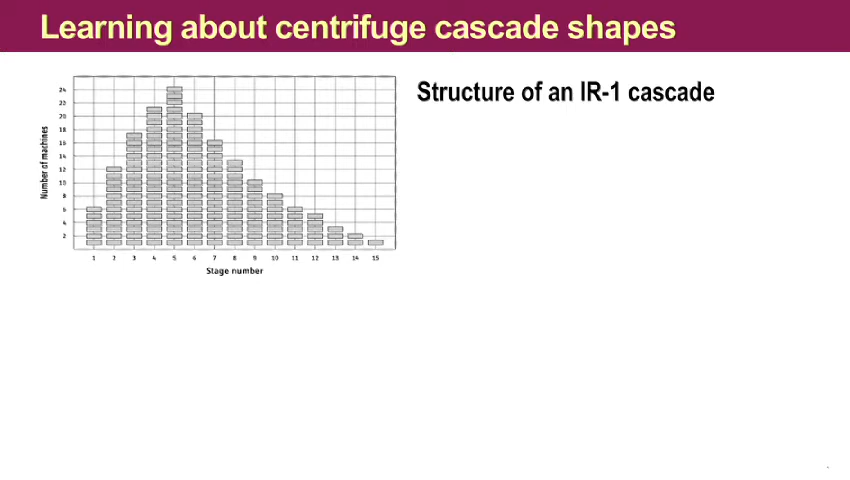 Learning about centrifuge cascade shapes
Structure of an IR-1 cascade
Number of machines
24
22
20
18
16
14
12
10
8
6
4
2
1 2 3 4 5 6 7 8 9 10 11 12 13 14 15
Stage number